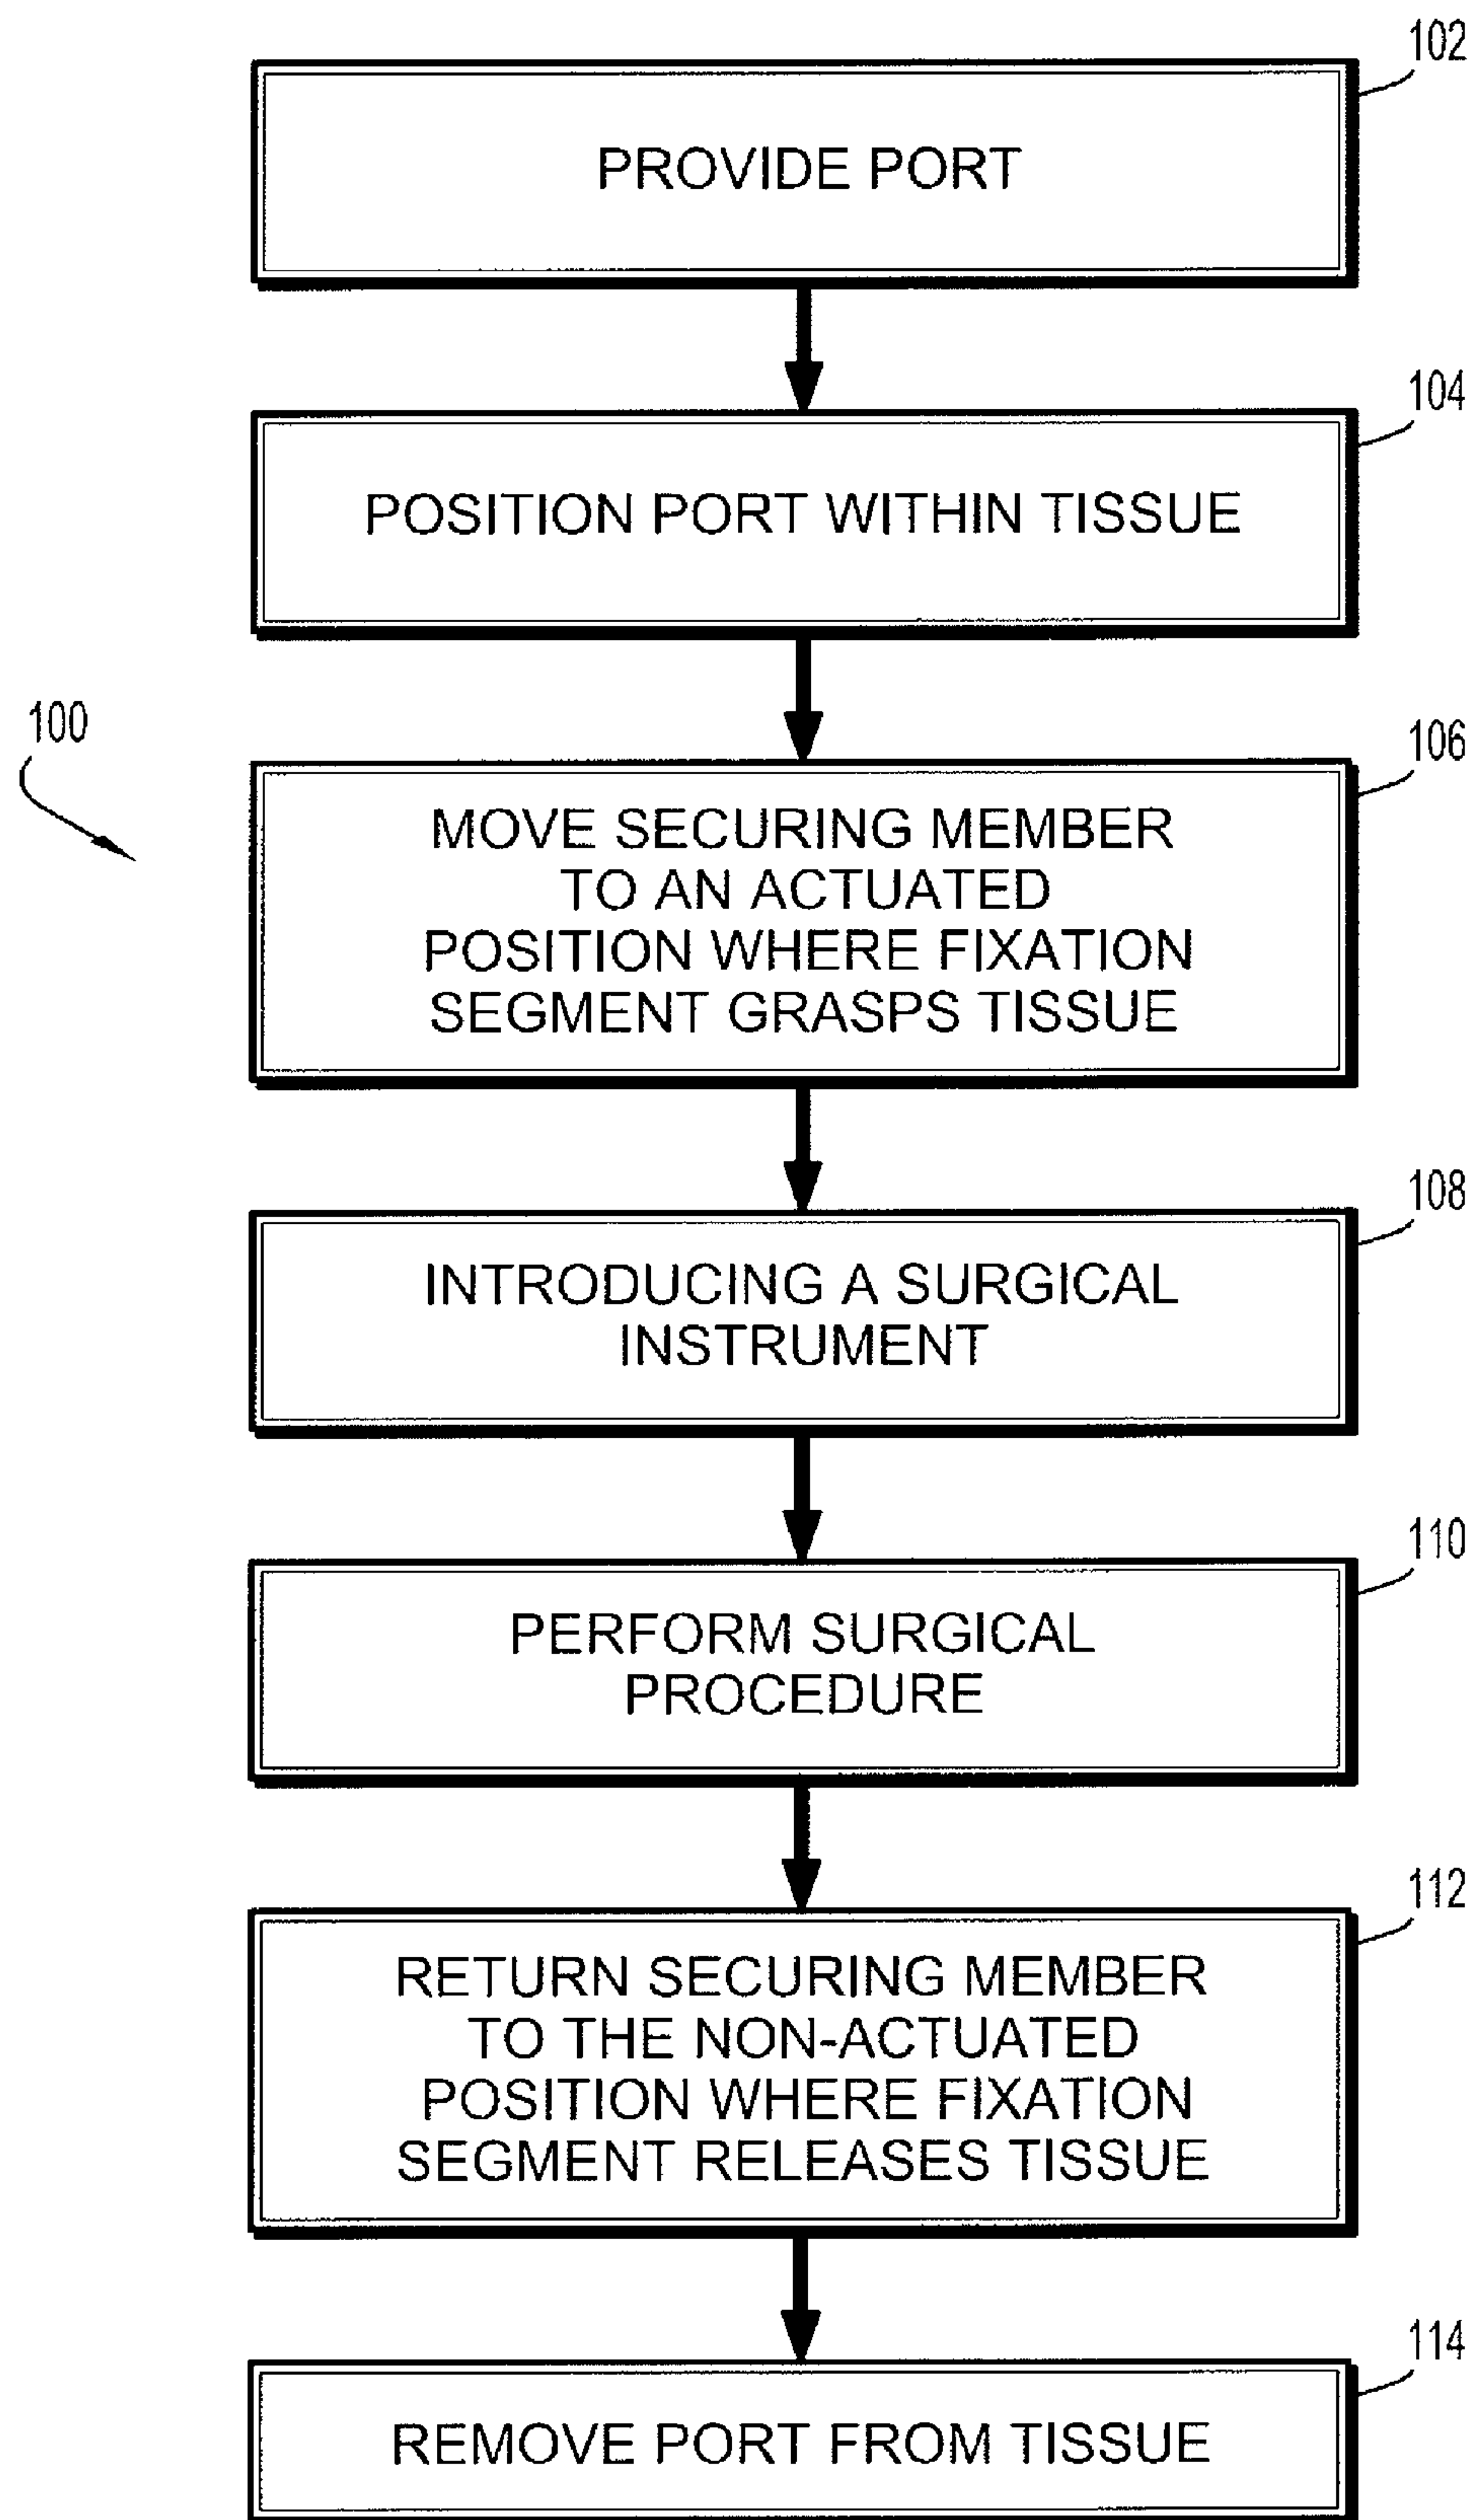 102
PROVIDE PORT
104
POSITION PORT WITHIN TISSUE
100
106
MOVE SECURING MEMBER
TO AN ACTUATED
POSITION WHERE FIXATION
SEGMENT GRASPS TISSUE
108
INTRODUCING A SURGICAL
INSTRUMENT
110
PERFORM SURGICAL
PROCEDURE
112
RETURN SECURING MEMBER
TO THE NON-ACTUATED
POSITION WHERE FIXATION
SEGMENT RELEASES TISSUE
114
REMOVE PORT FROM TISSUE